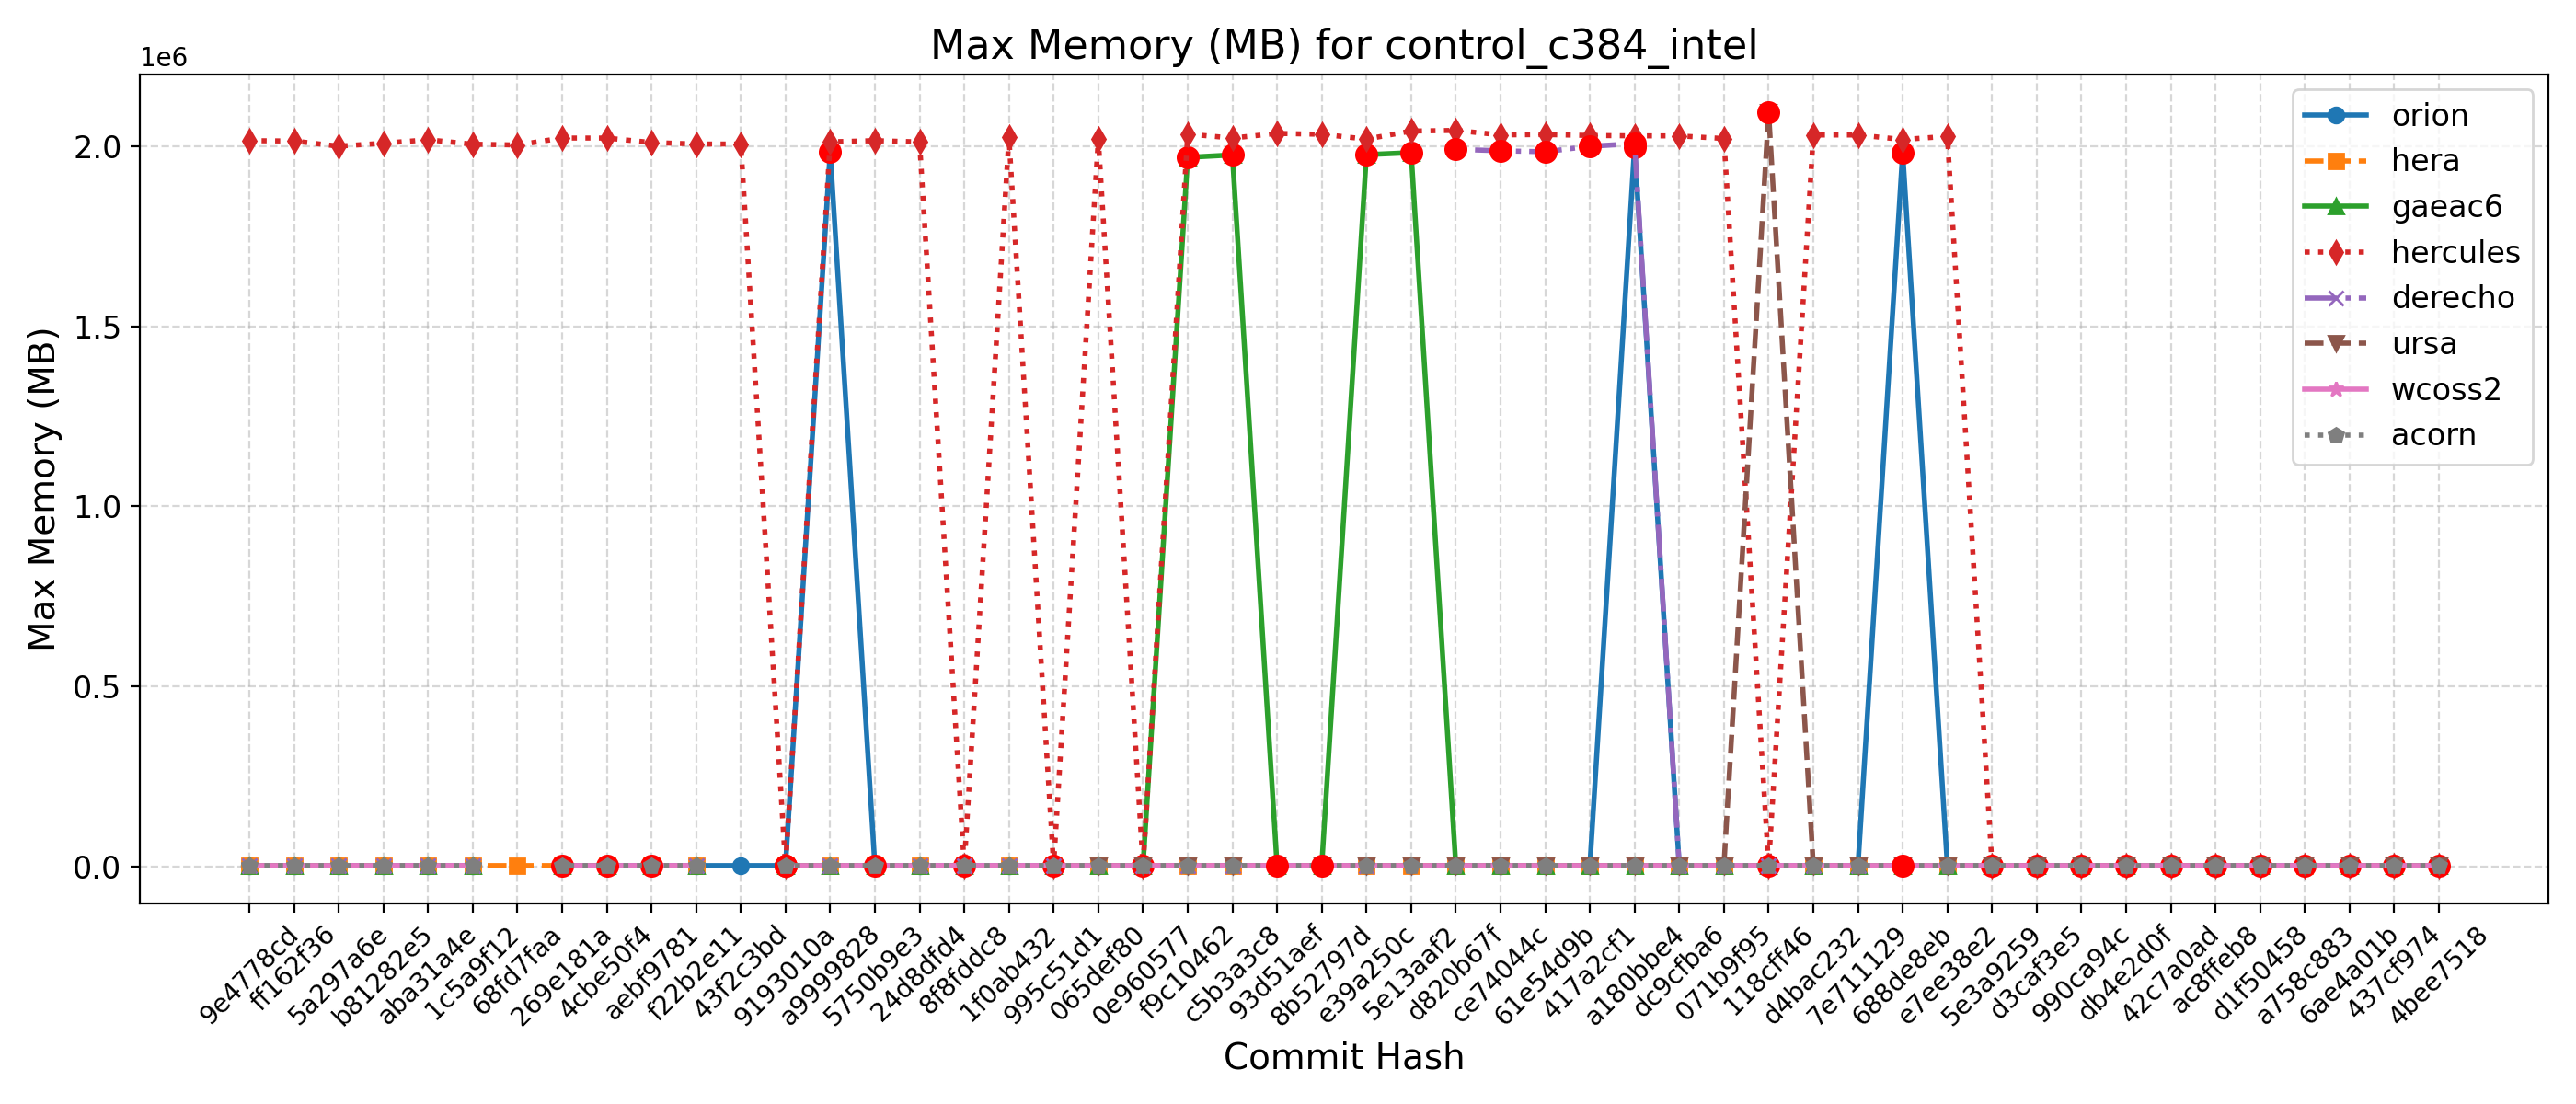 Max Memory (MB) for control_c384_intel
1e6
Max Memory (MB)
2.0
1.5
1.0
0.5
0.0
orion
hera
gaeac6
hercules
derecho
ursa
wcoss2
acorn
9e4778cd
ff162f36
5a297a6e
b81282e5
aba31a4e
1c5a9f12
68fd7faa
269e181a
4cbe50f4
aebf9781
f22b2e11
43f2c3bd
9193010a
a9999828
5750b9e3
24d8dfd4
8f8fddc8
1f0ab432
995c51d1
065def80
0e960577
f9c10462
c5b3a3c8
93d51aef
8b52797d
e39a250c
5e13aaf2
d820b67f
ce74044c
61e54d9b
417a2cf1
a180bbe4
dc9cfba6
071b9f95
118cff46
d4bac232
7e711129
688de8eb
e7ee38e2
5e3a9259
d3caf3e5
990ca94c
db4e2d0f
42c7a0ad
ac8ffeb8
d1f50458
a758c883
6ae4a01b
437cf974
4bee7518
Commit Hash